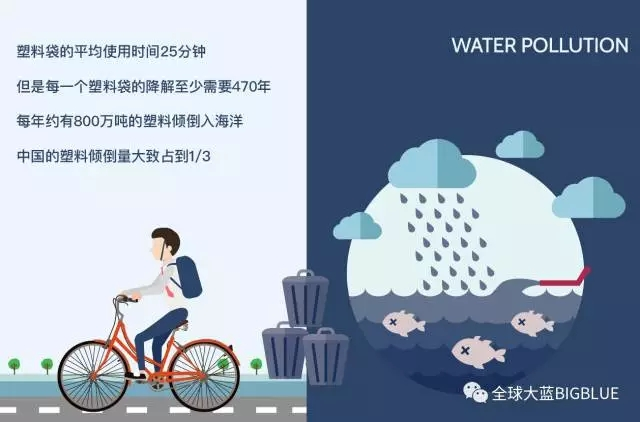 塑料袋的平均使用时间25分钟
但是每一个塑料袋的降解至少需要470年
每年约有800万吨的塑料倾倒入海洋
中国的塑料倾倒量大致占到1/3
WATER POLLUTION
全球大蓝BIGBLUE